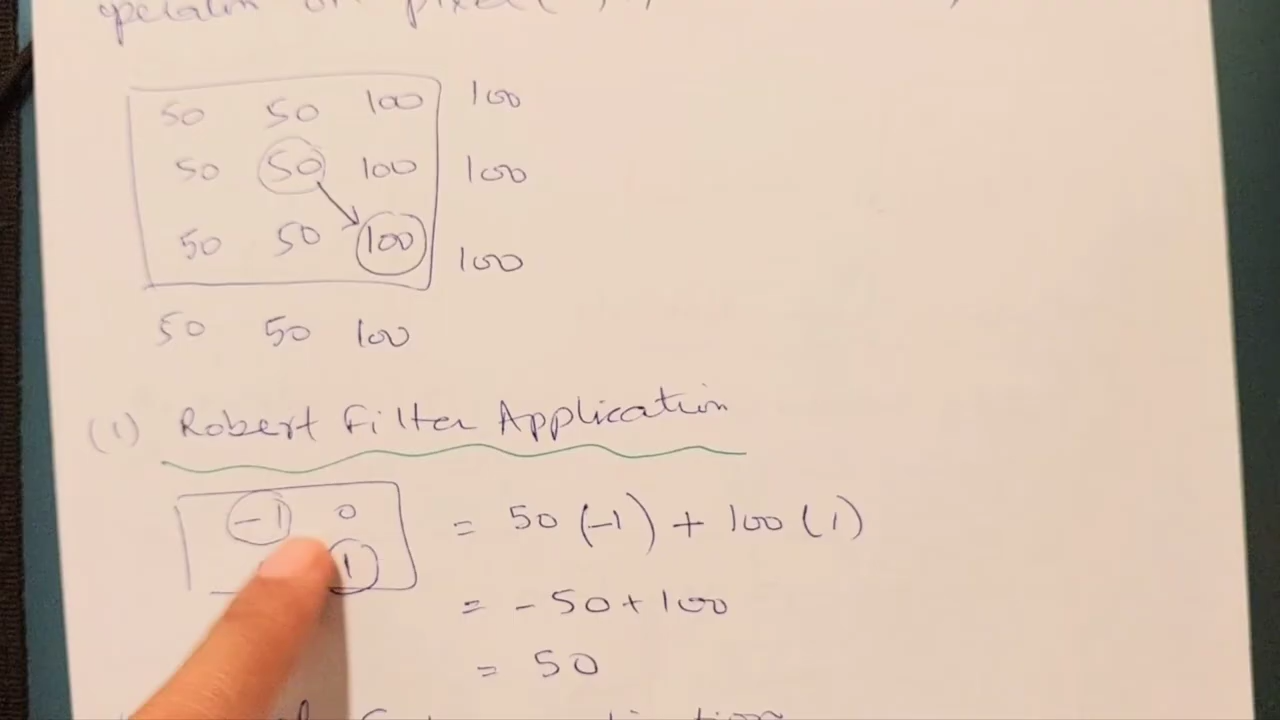 50 50 100 100
50 50 100 100
50 50 100 100
50 50 100
(1) Robert Filter Application
-1 0 = 50 (-1) + 100 (1)
1
= -50 + 100
= 50